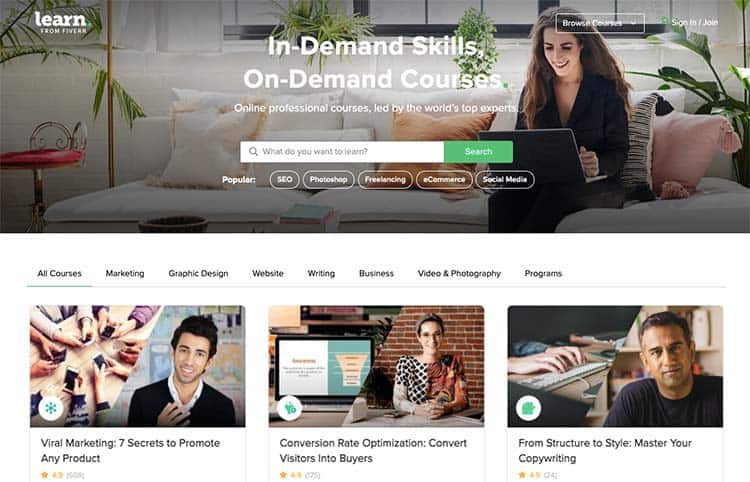 learn
FROM FIVERR
Browse Courses
Sign In / Join
In-Demand Skills,
On-Demand Courses.
Online professional courses, led by the world's top experts.
What do you want to learn?
Search
Popular:
SEO
Photoshop
Freelancing
eCommerce
Social Media
All Courses
Marketing
Graphic Design
Website
Writing
Business
Video & Photography
Programs
Awareness
Viral Marketing: 7 Secrets to Promote
Any Product
4.9 (508)
Conversion Rate Optimization: Convert
Visitors Into Buyers
4.9 (175)
From Structure to Style: Master Your
Copywriting
4.9 (24)